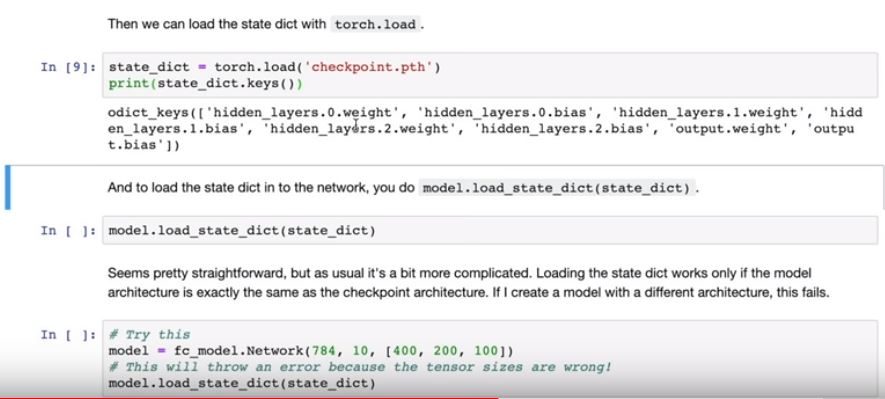 Then we can load the state dict with torch.load .
In [9]: state_dict = torch.load('checkpoint.pth')
print(state_dict.keys())
odict_keys(['hidden_layers.0.weight', 'hidden_layers.0.bias', 'hidden_layers.1.weight', 'hidd
en_layers.1.bias', 'hidden_layers.2.weight', 'hidden_layers.2.bias', 'output.weight', 'outpu
t.bias'])
And to load the state dict in to the network, you do model.load_state_dict(state_dict) .
In [ ]: model.load_state_dict(state_dict)
Seems pretty straightforward, but as usual it's a bit more complicated. Loading the state dict works only if the model
architecture is exactly the same as the checkpoint architecture. If I create a model with a different architecture, this fails.
In [ ]: # Try this
model = fc_model.Network(784, 10, [400, 200, 100])
# This will throw an error because the tensor sizes are wrong!
model.load_state_dict(state_dict)